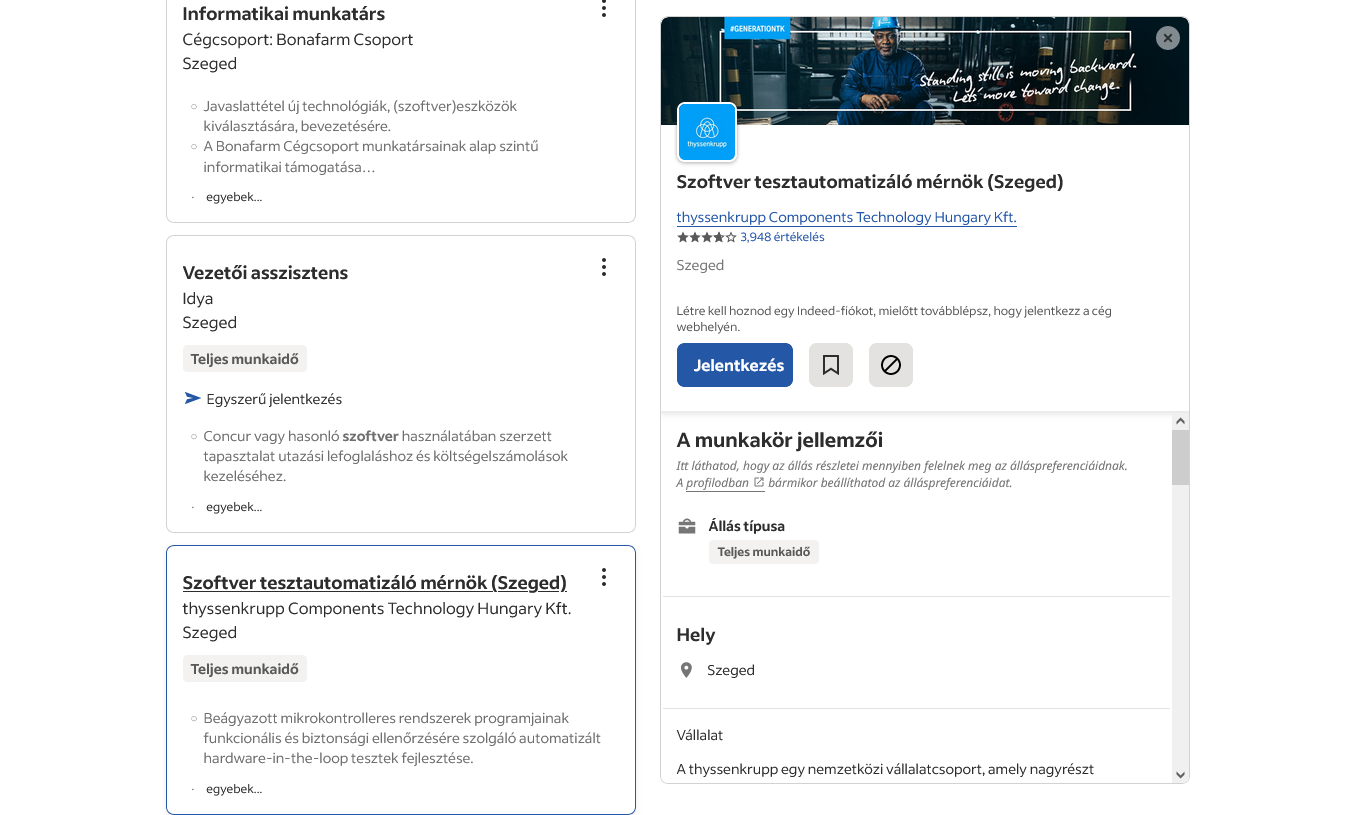 Informatikai munkatárs
Cégcsoport: Bonafarm Csoport
Szeged
Javaslattétel új technológiák, (szoftver)eszközök
kiválasztására, bevezetésére.
A Bonafarm Cégcsoport munkatársainak alap szintű
informatikai támogatása…
egyebek...
Vezetői asszisztens
Idya
Szeged
Teljes munkaidő
Egyszerű jelentkezés
Concur vagy hasonló szoftver használatában szerzett
tapasztalat utazási lefoglaláshoz és költségelszámolások
kezeléséhez.
egyebek...
Szoftver tesztautomatizáló mérnök (Szeged)
thyssenkrupp Components Technology Hungary Kft.
Szeged
Teljes munkaidő
Beágyazott mikrokontrolleres rendszerek programjainak
funkcionális és biztonsági ellenőrzésére szolgáló automatizált
hardware-in-the-loop tesztek fejlesztése.
egyebek...
#GENERATIONTK
Standing still is moving backward.
Let's move toward change.
thyssenkrupp
Szoftver tesztautomatizáló mérnök (Szeged)
thyssenkrupp Components Technology Hungary Kft.
3,948 értékelés
Szeged
Létre kell hoznod egy Indeed-fiókot, mielőtt továbblépsz, hogy jelentkezz a cég
webhelyén.
Jelentkezés
A munkakör jellemzői
Itt láthatod, hogy az állás részletei mennyiben felelnek meg az álláspreferenciáidnak.
A profilodban bármikor beállíthatod az álláspreferenciáidat.
Állás típusa
Teljes munkaidő
Hely
Szeged
Vállalat
A thyssenkrupp egy nemzetközi vállalatcsoport, amely nagyrészt